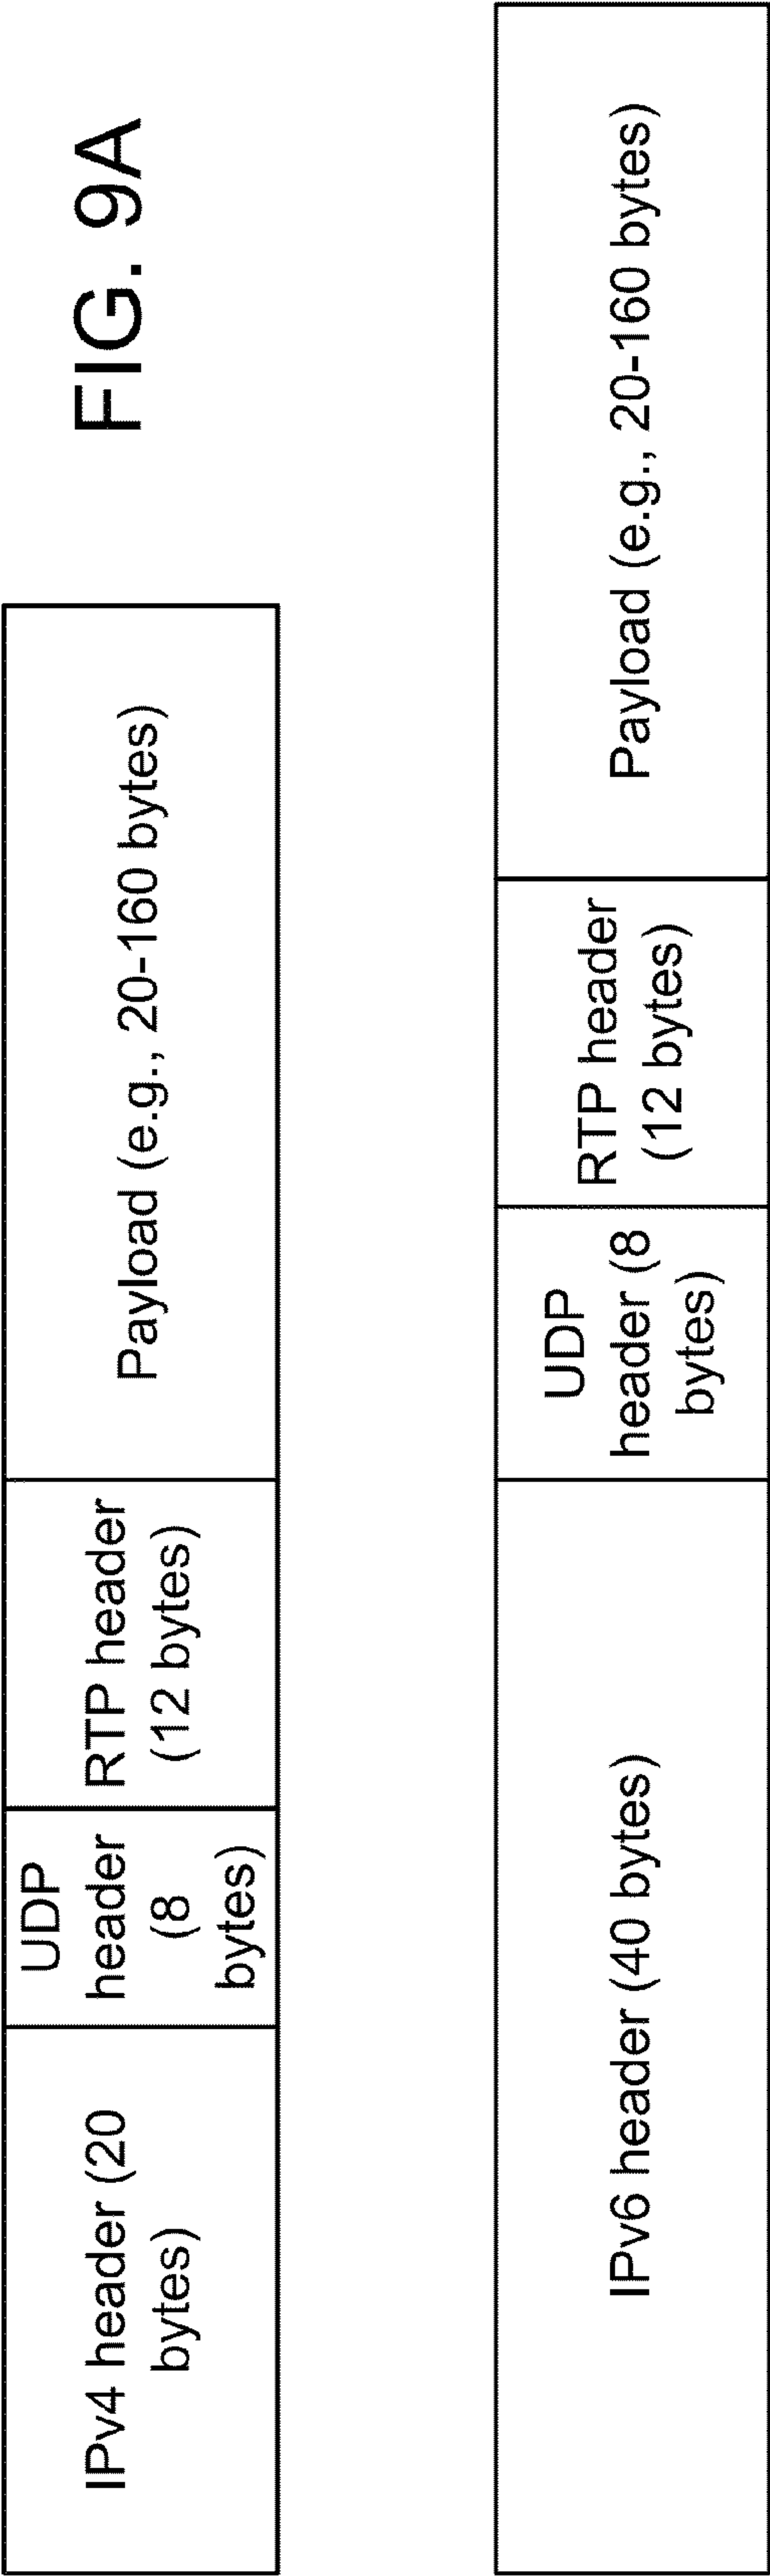 IPv4 header (20
bytes)
UDP
header
(8
bytes)
RTP header
(12 bytes)
Payload (e.g., 20-160 bytes)
FIG. 9A
IPv6 header (40 bytes)
UDP
header (8
bytes)
RTP header
(12 bytes)
Payload (e.g., 20-160 bytes)